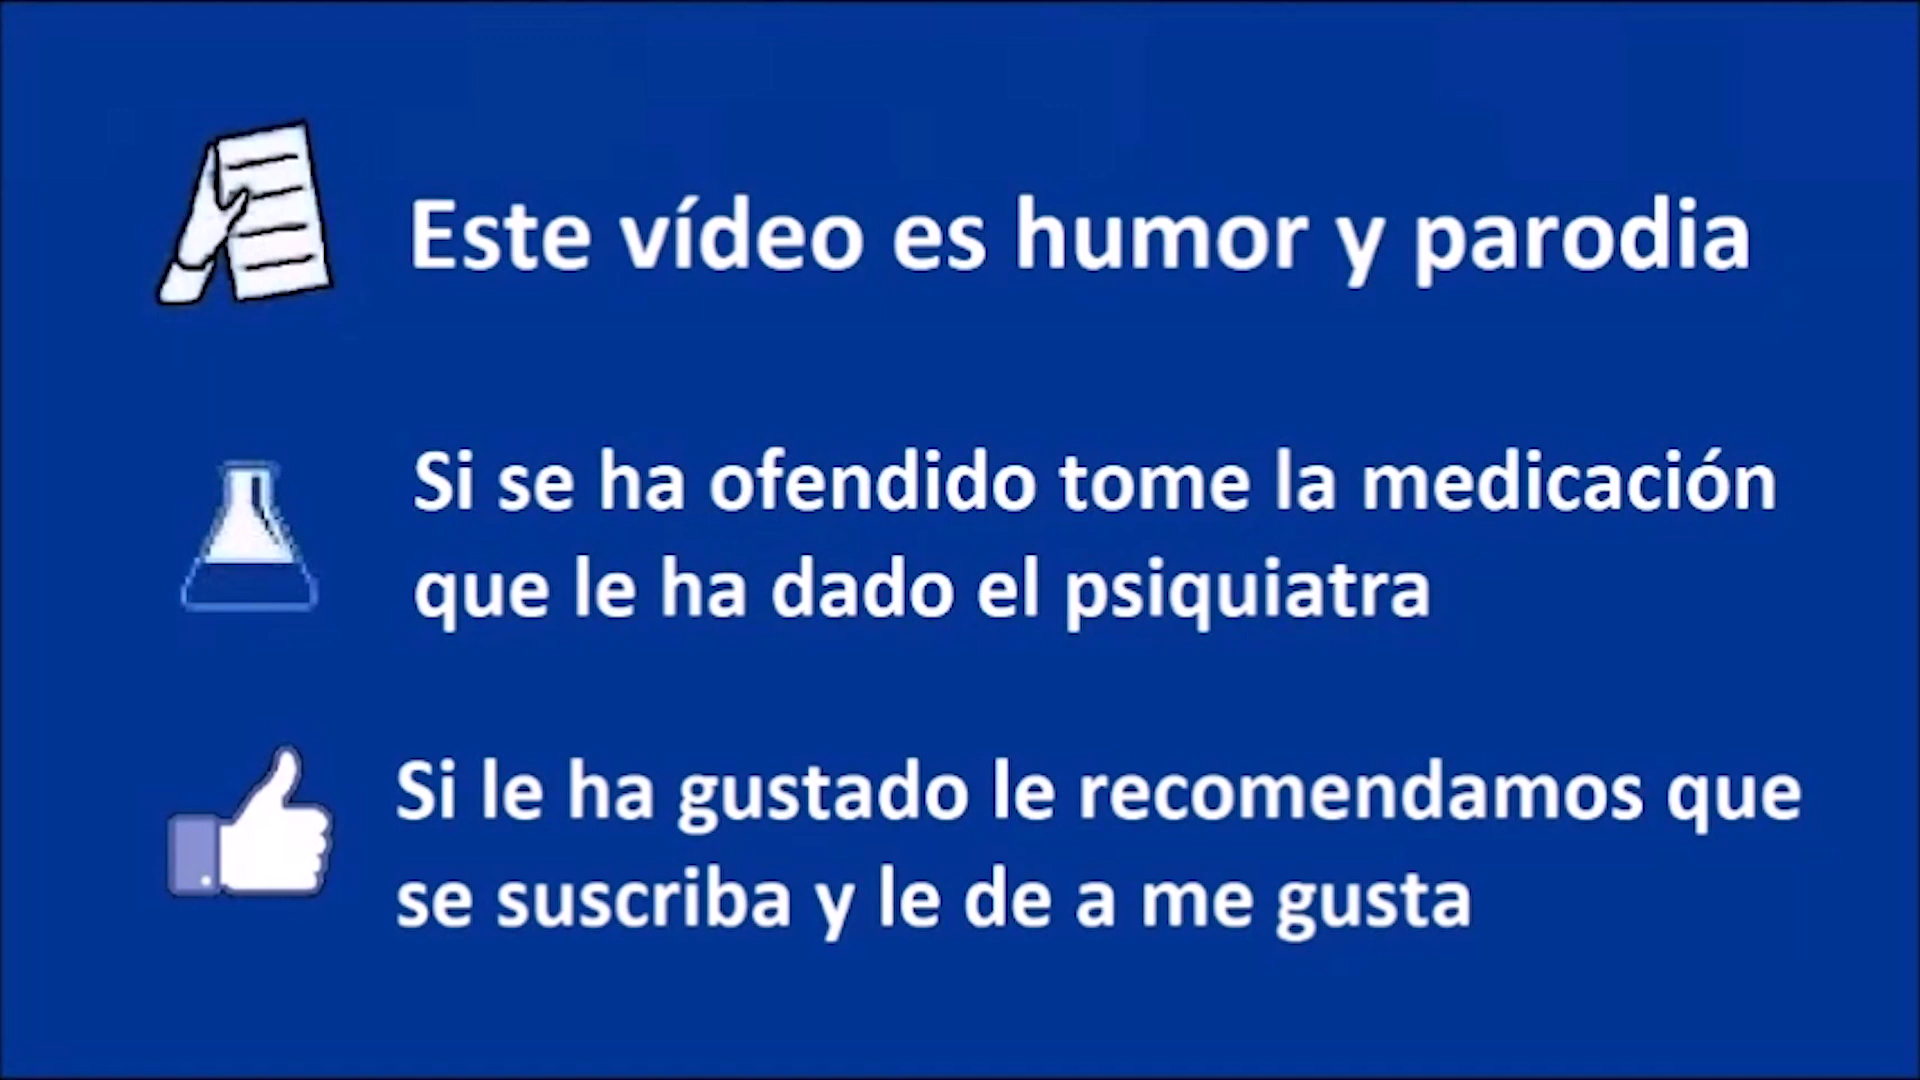 Este vídeo es humor y parodia
Si se ha ofendido tome la medicación
que le ha dado el psiquiatra
Si le ha gustado le recomendamos que
se suscriba y le de a me gusta